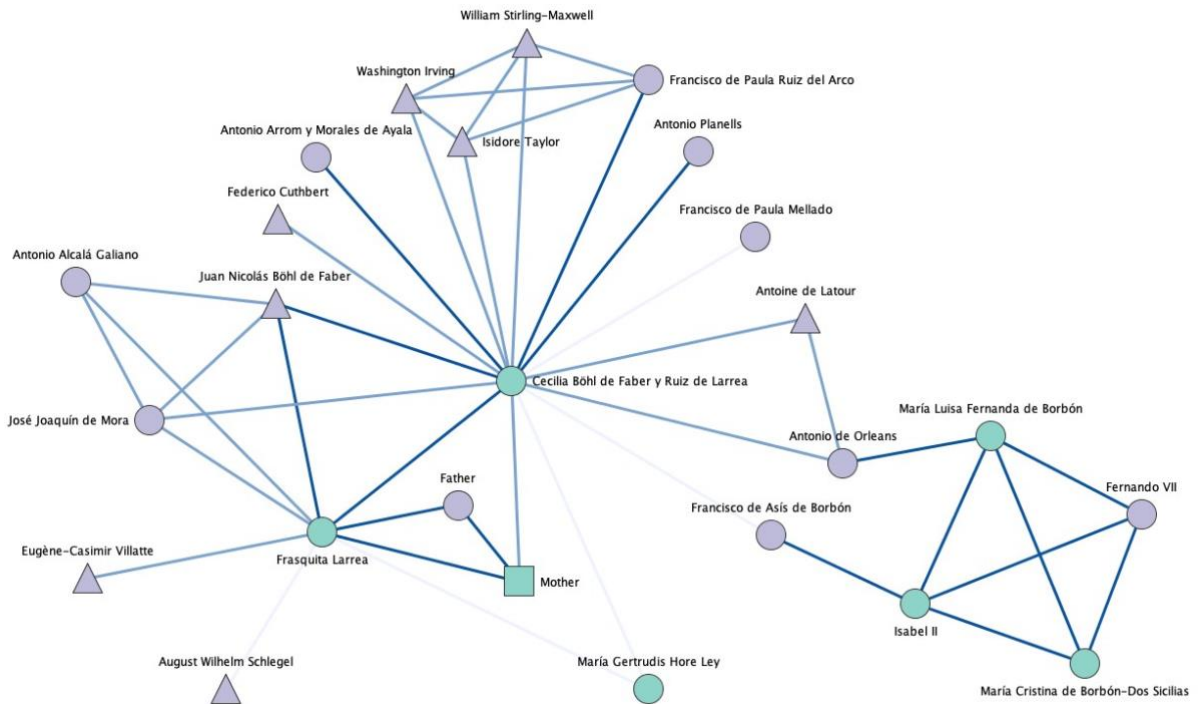 William Stirling-Maxwell
Washington Irving
Francisco de Paula Ruiz del Arco
Antonio Arrom y Morales de Ayala
Isidore Taylor
Antonio Planells
Federico Cuthbert
Francisco de Paula Mellado
Antonio Alcalá Galiano
Juan Nicolás Böhl de Faber
Antoine de Latour
Cecilia Böhl de Faber y Ruiz de Larrea
María Luisa Fernanda de Borbón
José Joaquín de Mora
Antonio de Orleans
Father
Fernando VII
Francisco de Asís de Borbón
Eugène-Casimir Villatte
Frasquita Larrea
Mother
Isabel II
August Wilhelm Schlegel
María Gertrudis Hore Ley
María Cristina de Borbón-Dos Sicilias